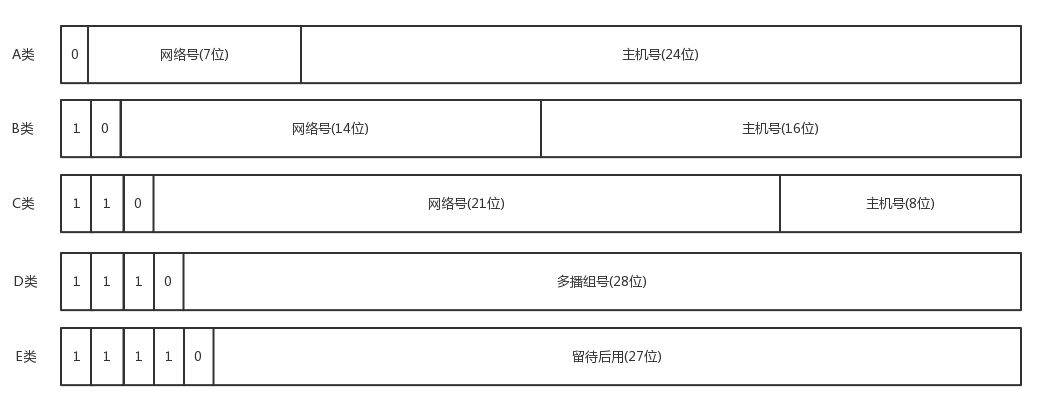 A类 0 网络号(7位) 主机号(24位)
B类 1 0 网络号(14位) 主机号(16位)
C类 1 1 0 网络号(21位) 主机号(8位)
D类 1 1 1 0 多播组号(28位)
E类 1 1 1 1 0 留待后用(27位)